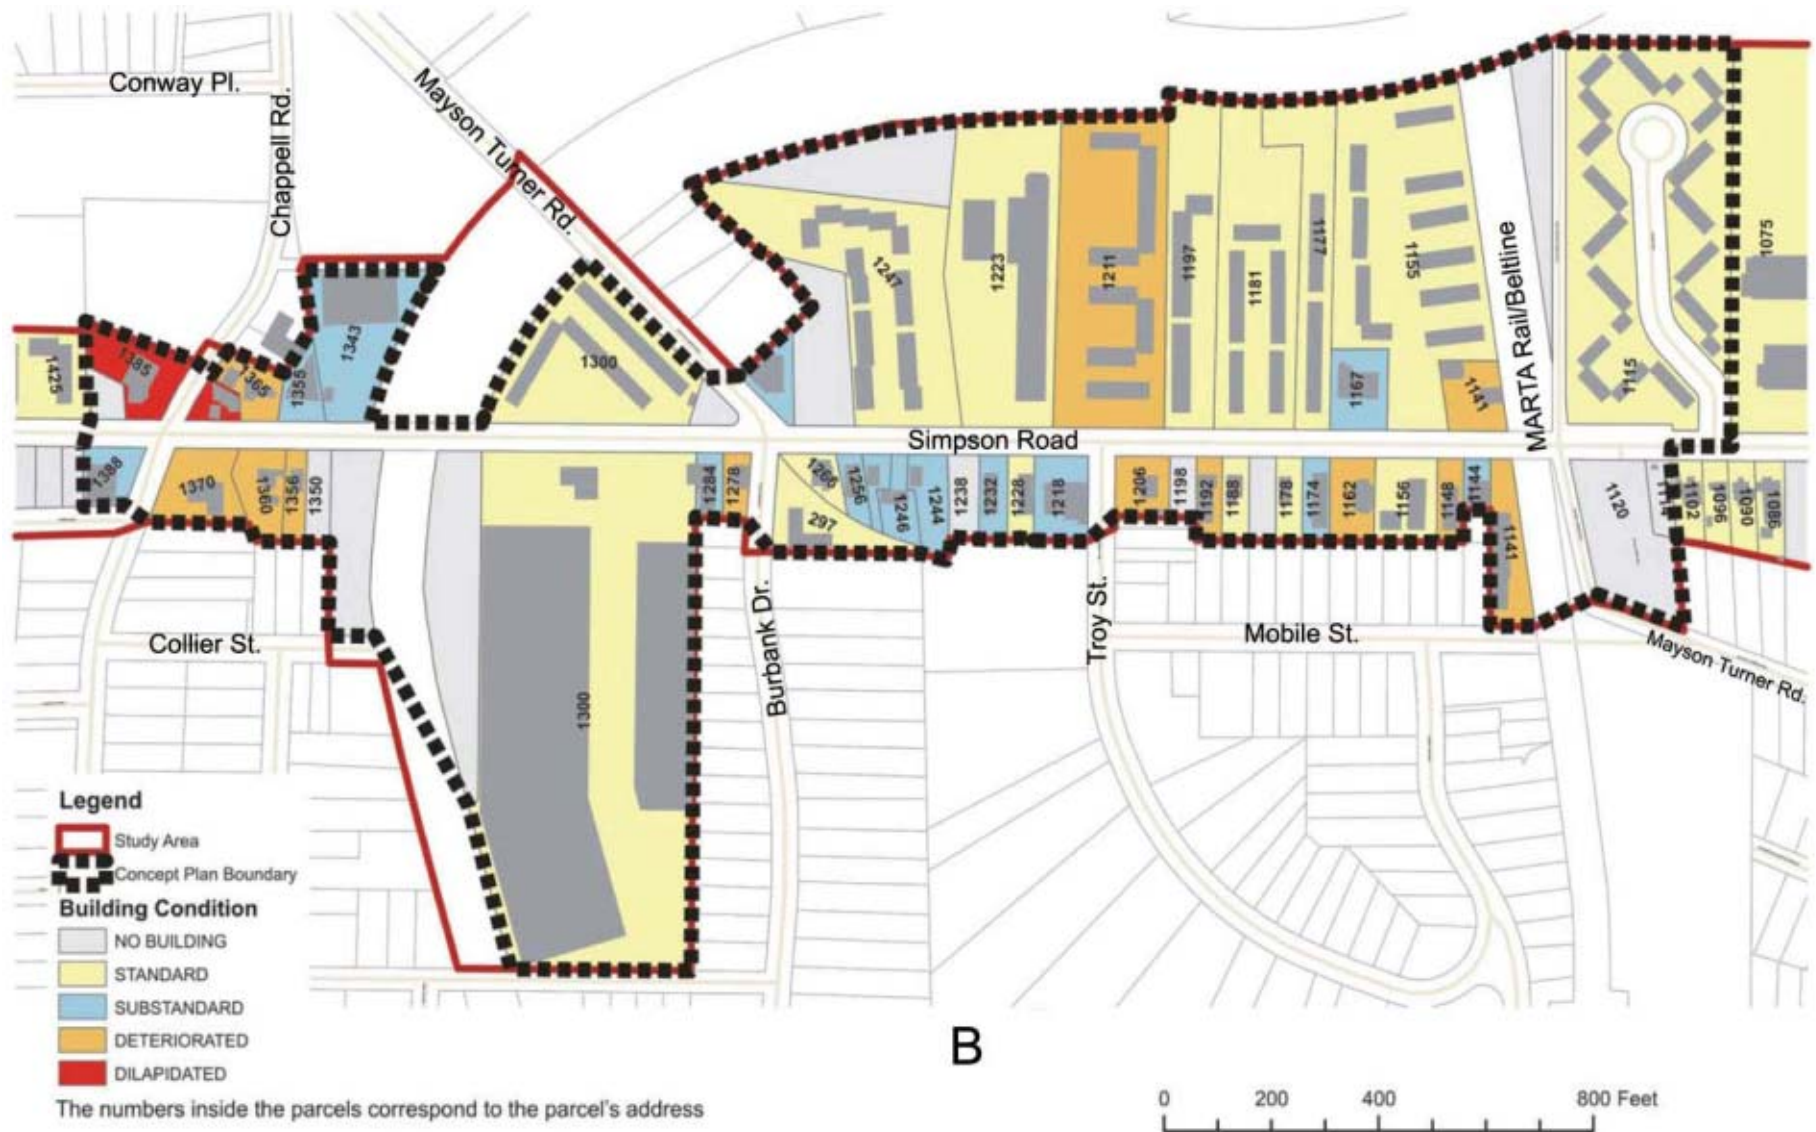 Conway Pl.
Chappell Rd.
Mayson Turner Rd.
1425
1385
1365
1355
1343
1300
1247
1223
1211
1197
1181
1177
1155
1167
1141
MARTA Rail/Beltline
1115
1075
Simpson Road
1388
1370
1360
1356
1350
1284
1278
1266
297
1256
1246
1244
1238
1232
1228
1218
1206
1198
1192
1188
1178
1174
1162
1156
1148
1144
1141
1120
1102
1096
1090
1086
1300
Collier St.
Burbank Dr.
Troy St.
Mobile St.
Mayson Turner Rd.
Legend
Study Area
Concept Plan Boundary
Building Condition
NO BUILDING
STANDARD
SUBSTANDARD
DETERIORATED
DILAPIDATED
The numbers inside the parcels correspond to the parcel's address
B
0 200 400 800 Feet